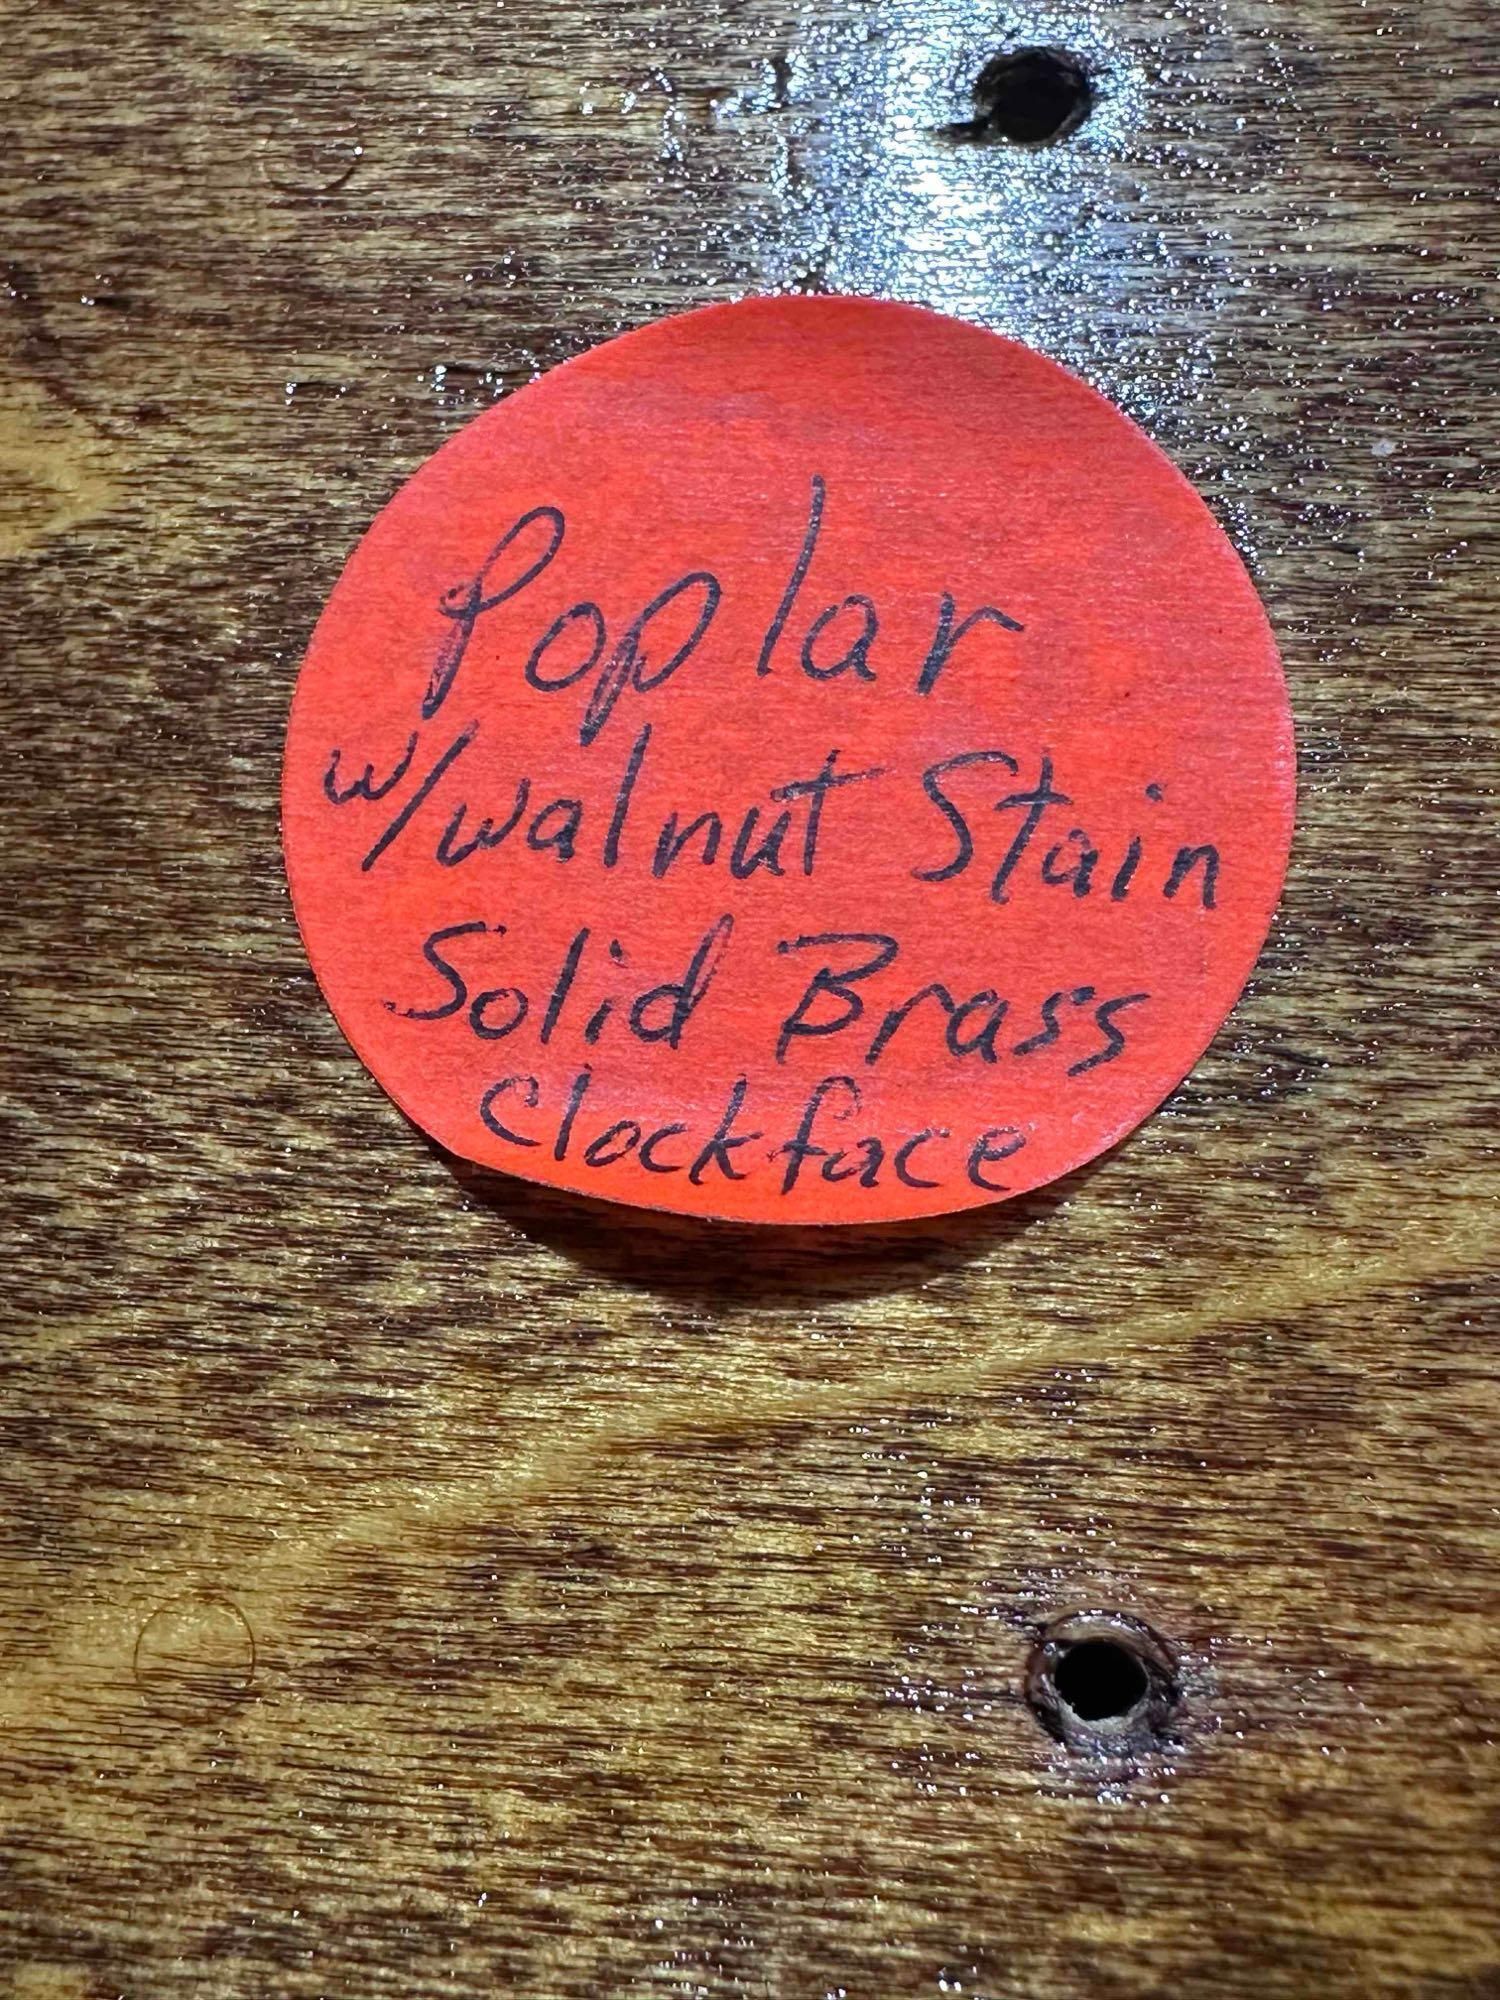 Poplar
w/walnut Stain
Solid Brass
Clockface